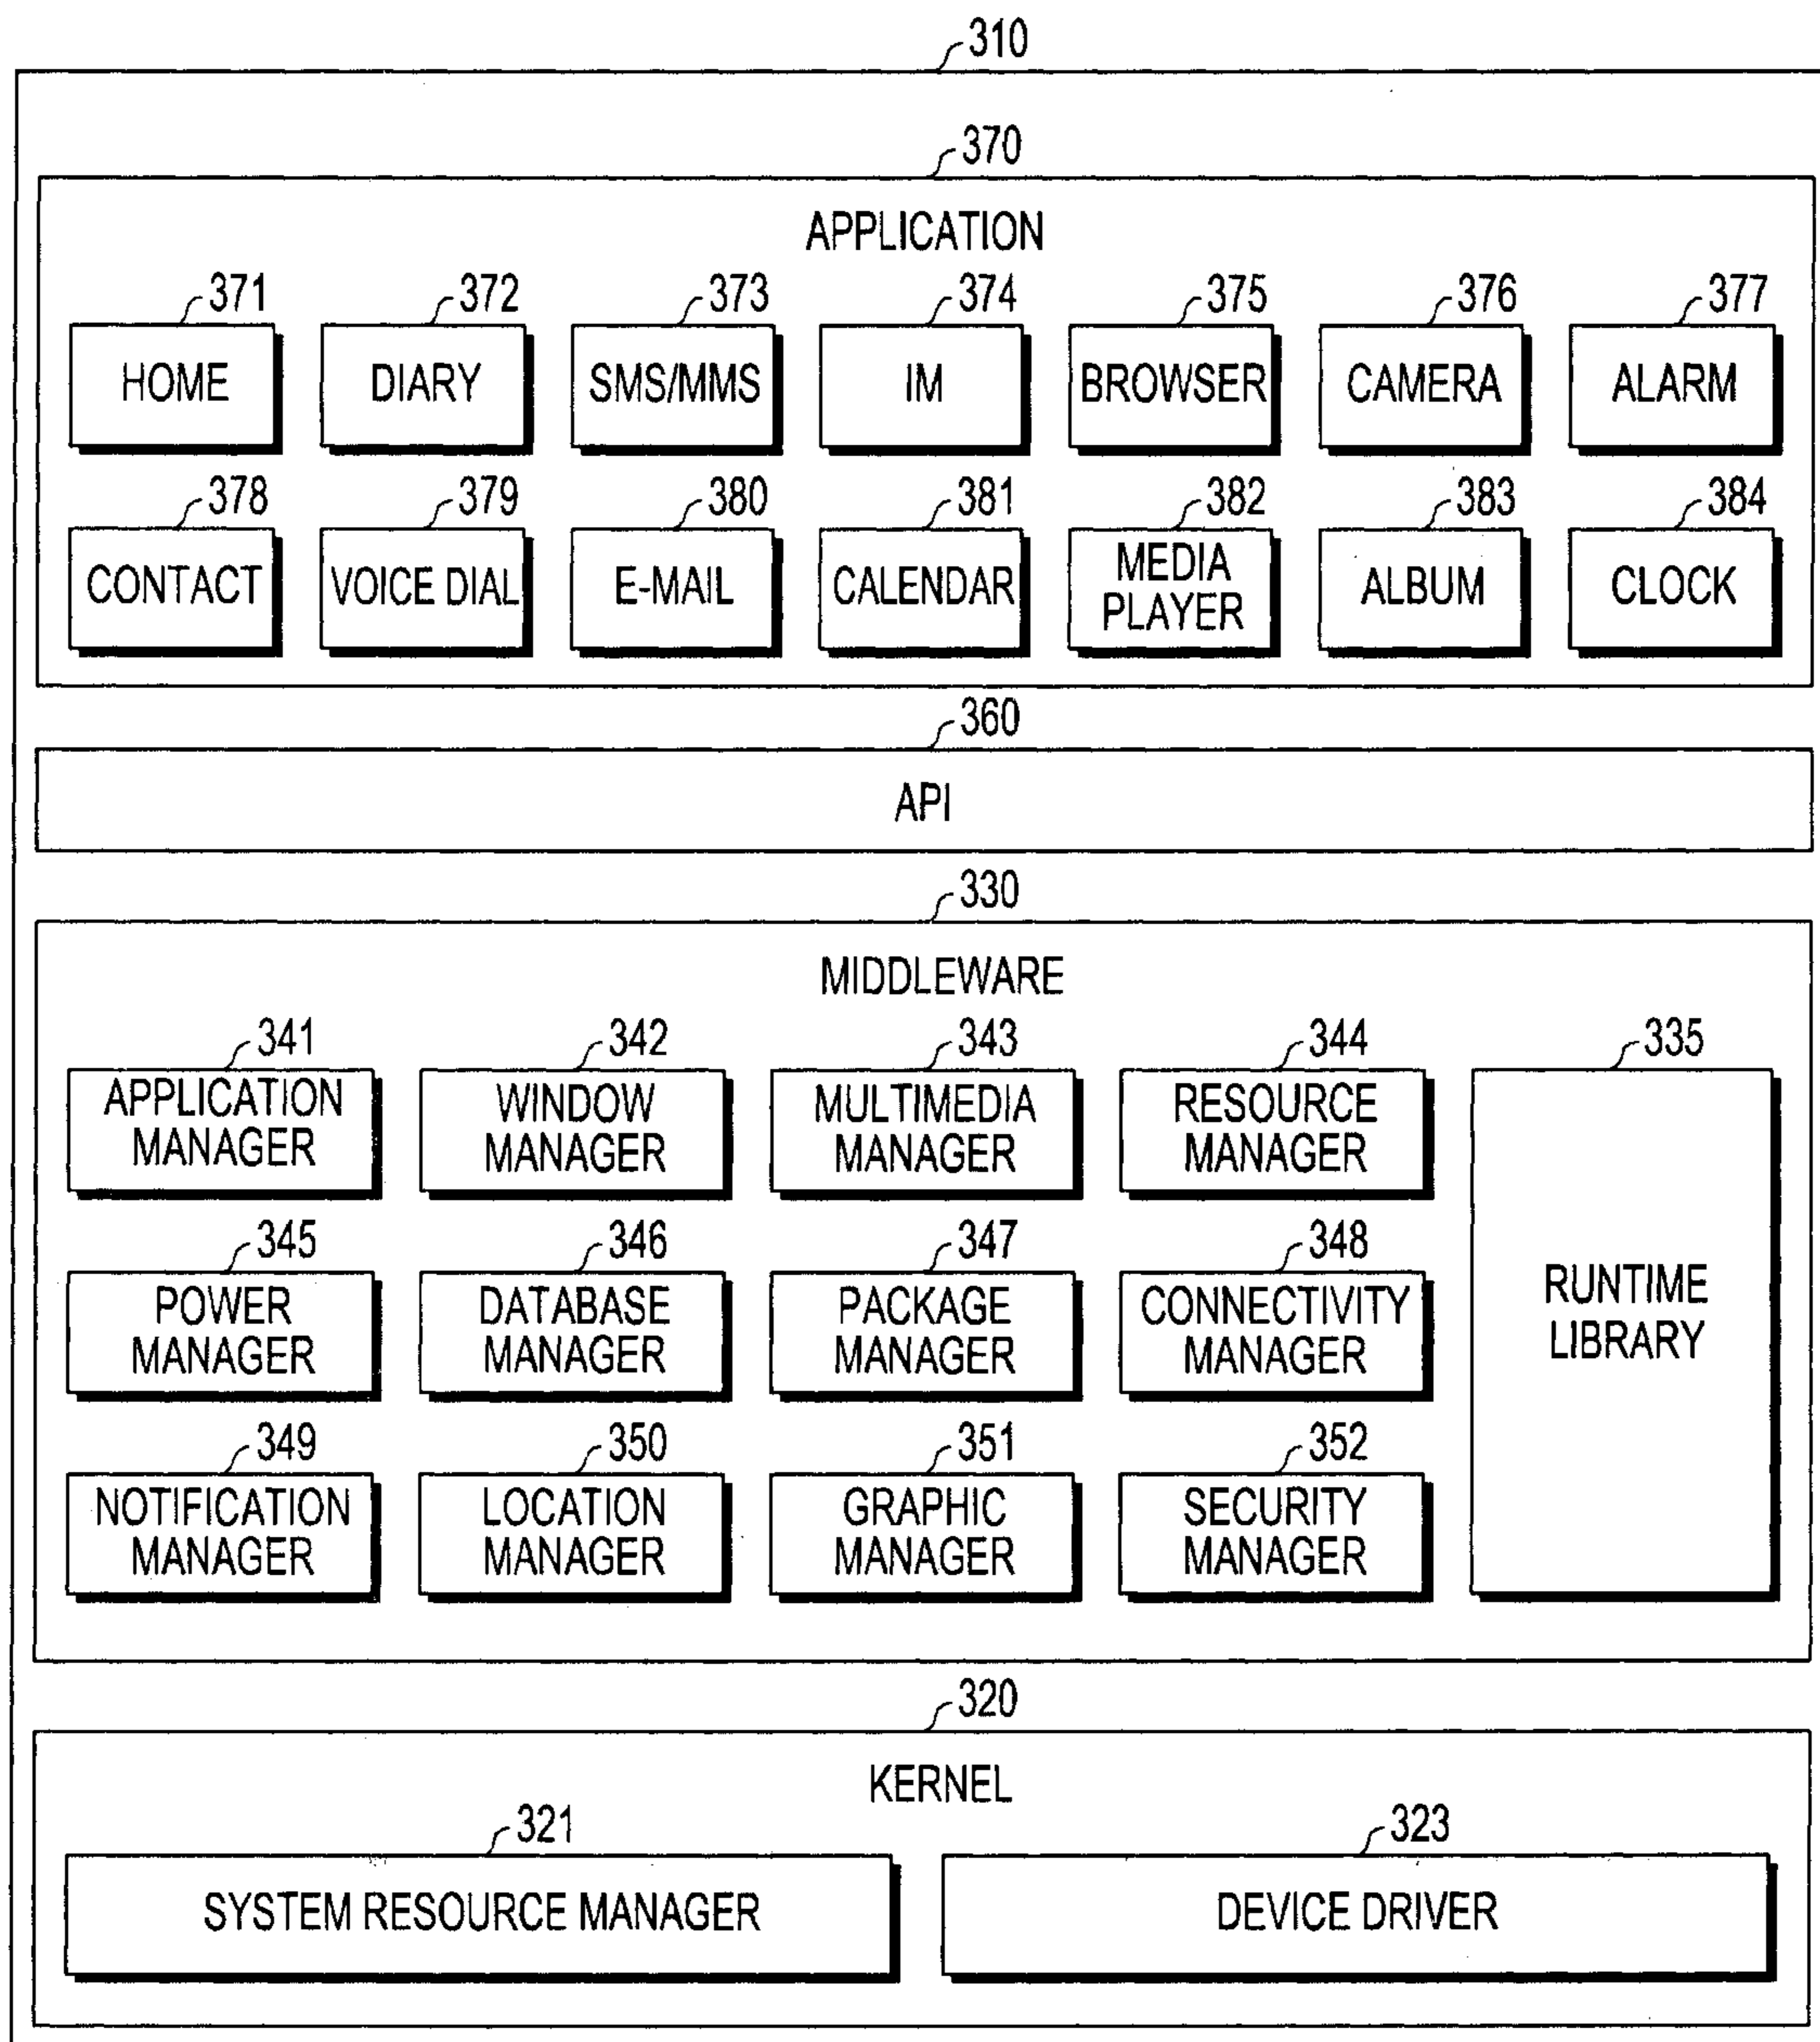 310
370
APPLICATION
371 372 373 374 375 376 377
HOME DIARY SMS/MMS IM BROWSER CAMERA ALARM
378 379 380 381 382 383 384
CONTACT VOICE DIAL E-MAIL CALENDAR MEDIA PLAYER ALBUM CLOCK
360
API
330
MIDDLEWARE
341 342 343 344 335
APPLICATION MANAGER WINDOW MANAGER MULTIMEDIA MANAGER RESOURCE MANAGER
345 346 347 348
POWER MANAGER DATABASE MANAGER PACKAGE MANAGER CONNECTIVITY MANAGER
RUNTIME LIBRARY
349 350 351 352
NOTIFICATION MANAGER LOCATION MANAGER GRAPHIC MANAGER SECURITY MANAGER
320
KERNEL
321 323
SYSTEM RESOURCE MANAGER DEVICE DRIVER